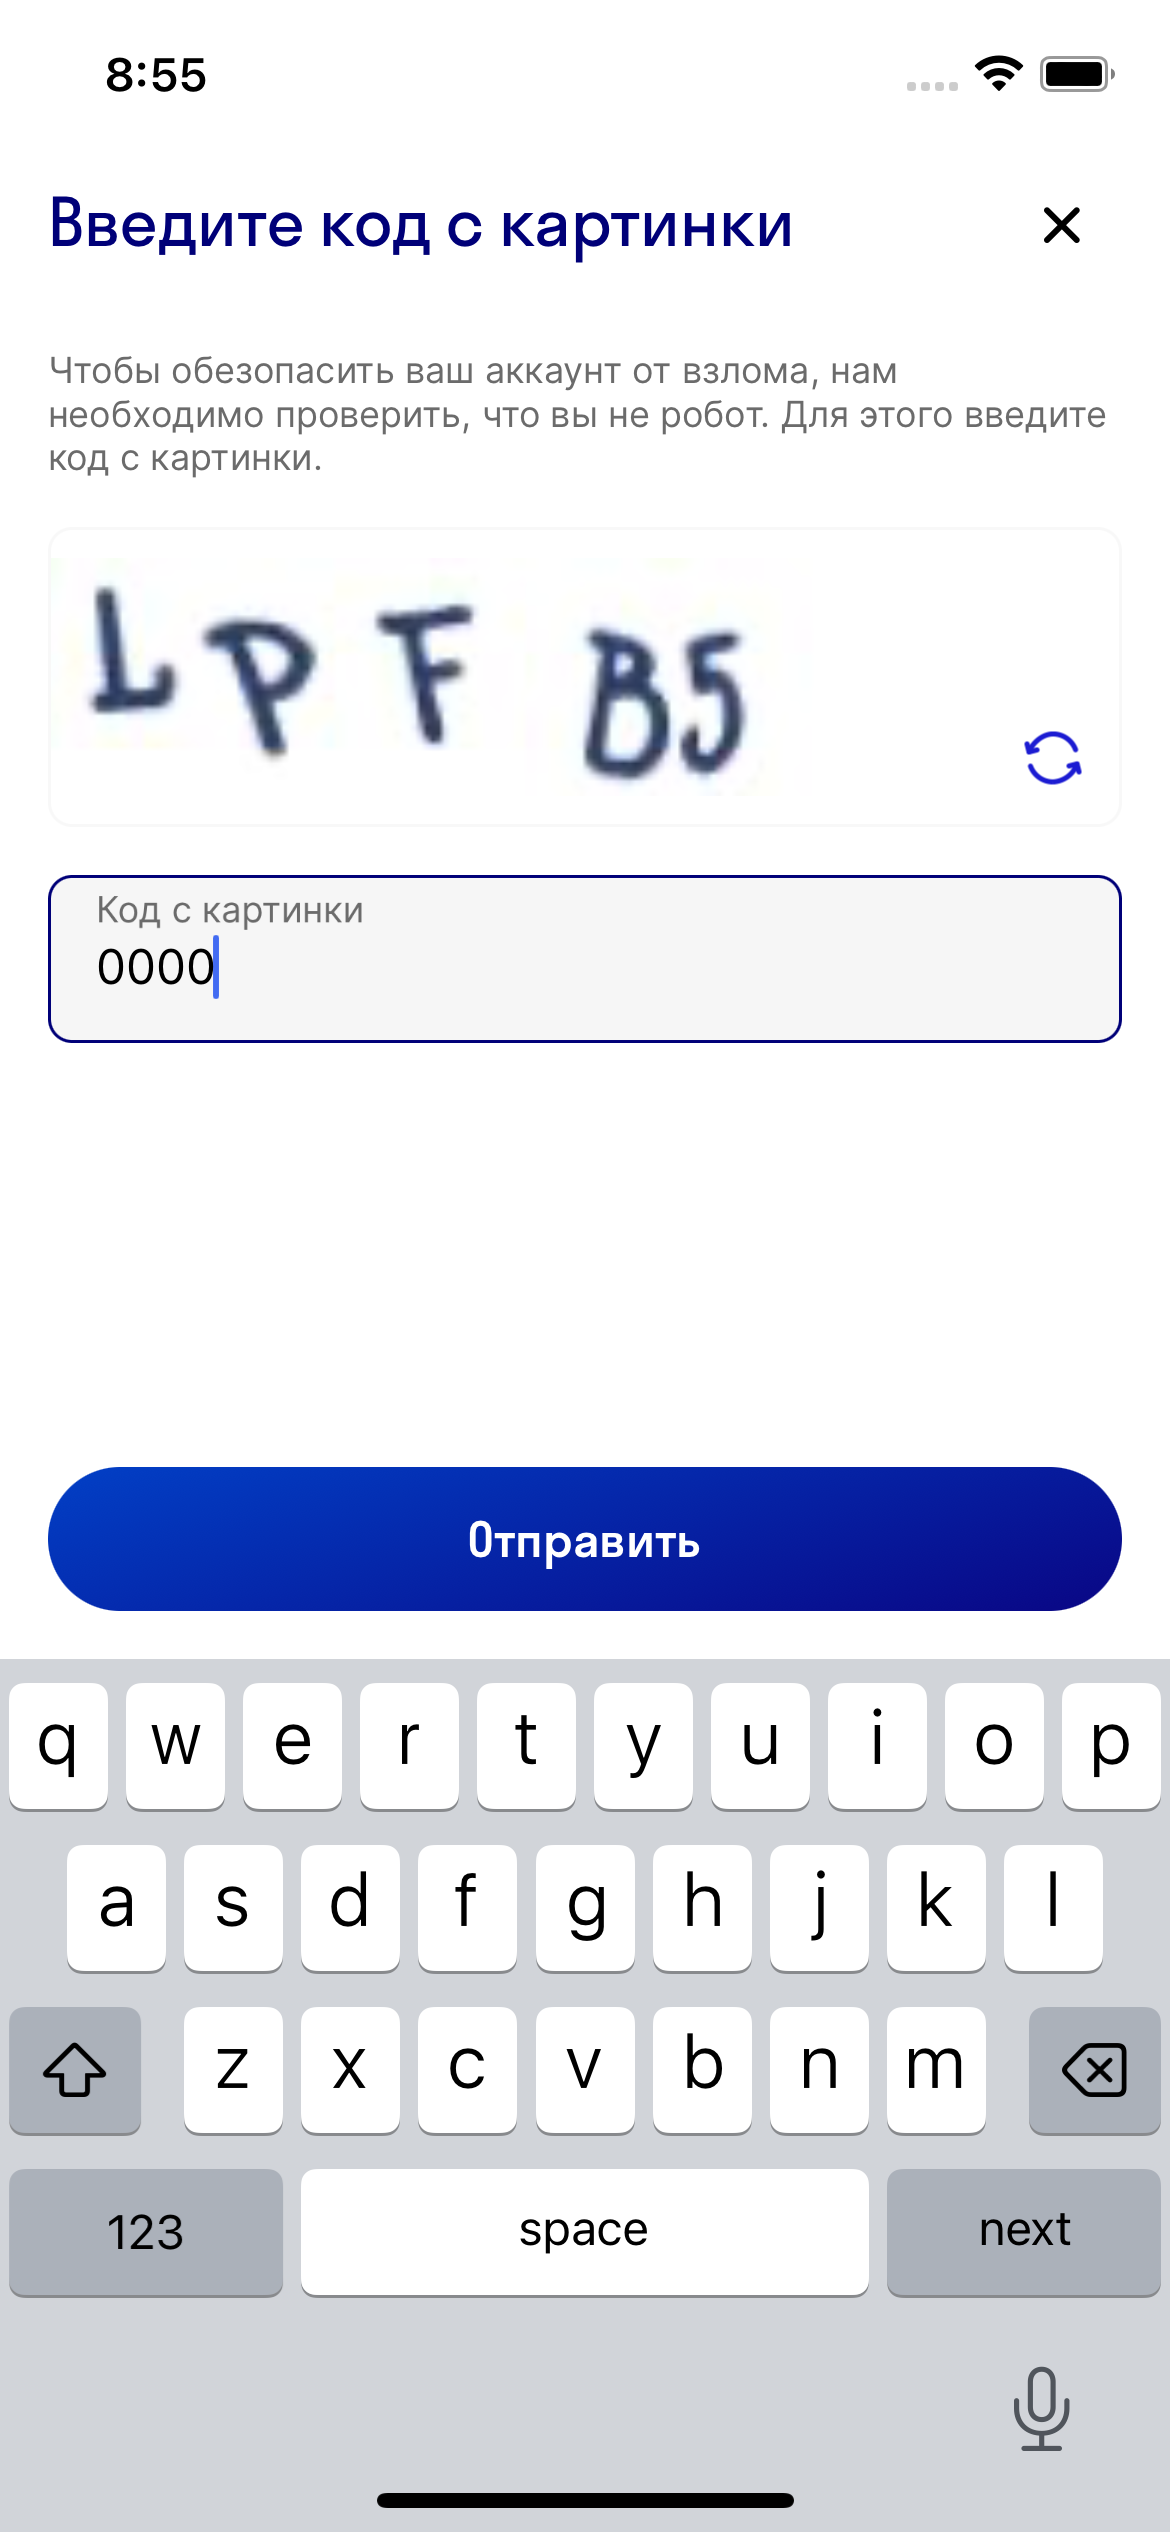 8:55
Введите код с картинки
Чтобы обезопасить ваш аккаунт от взлома, нам
необходимо проверить, что вы не робот. Для этого введите
код с картинки.
L P F B5
Код с картинки
0000
Отправить
q w e r t y u i o p
a s d f g h j k l
z x c v b n m
123 space next